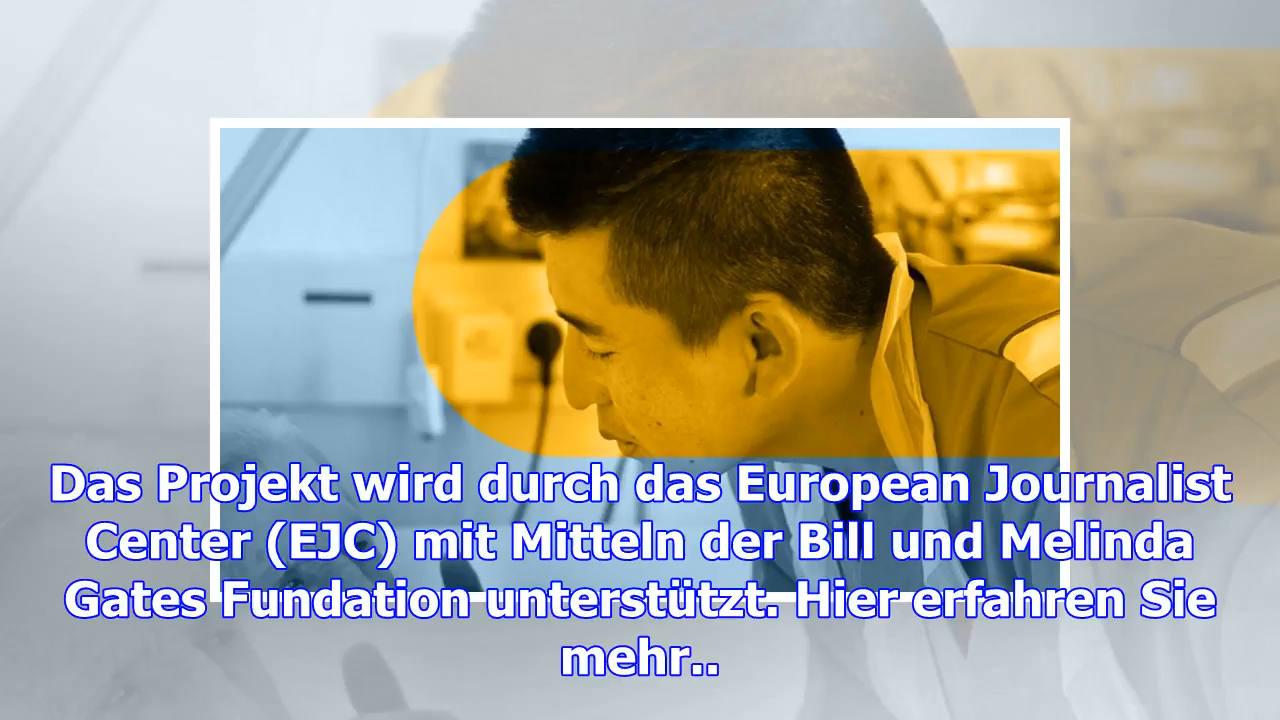 Das Projekt wird durch das European Journalist
Center (EJC) mit Mitteln der Bill und Melinda
Gates Fundation unterstützt. Hier erfahren Sie
mehr..